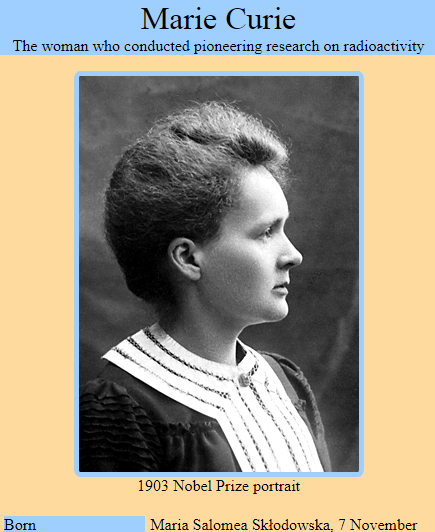 Marie Curie
The woman who conducted pioneering research on radioactivity
1903 Nobel Prize portrait
Born Maria Salomea Skłodowska, 7 November